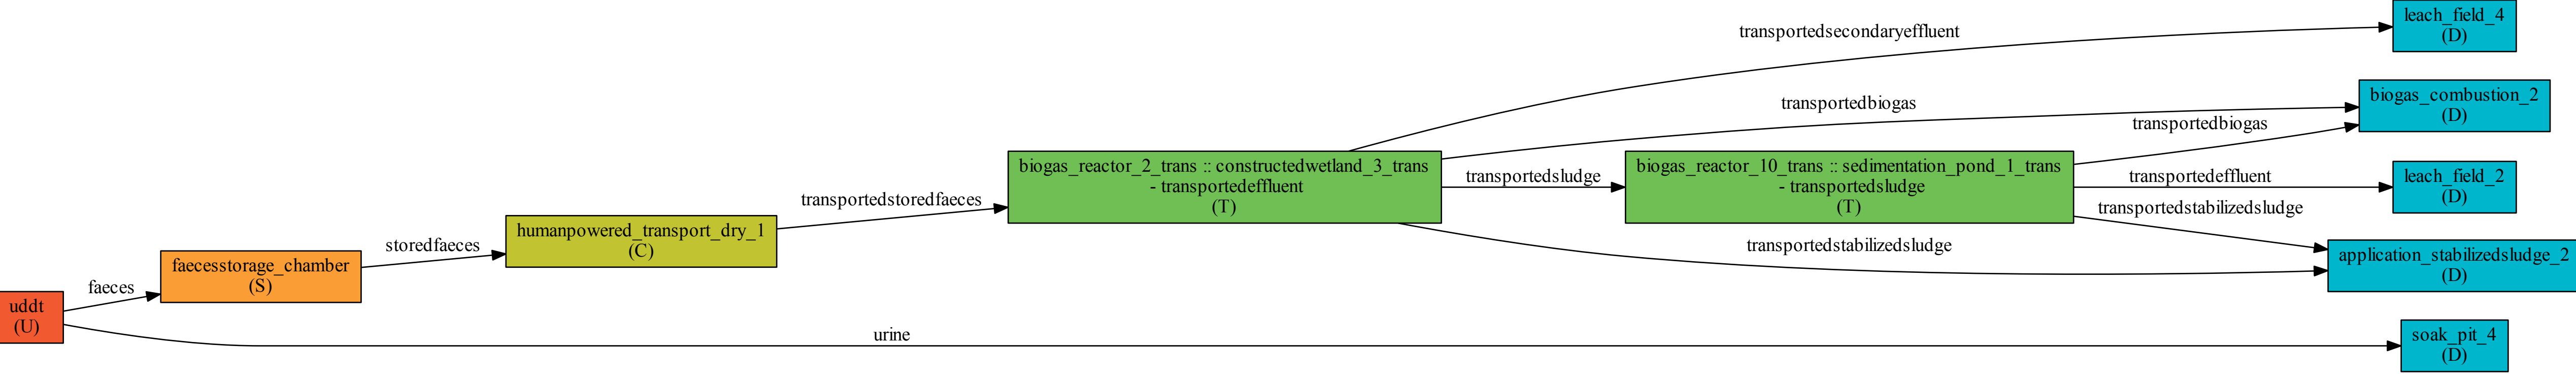 uddt
(U)
faeces
faecesstorage_chamber
(S)
storedfaeces
humanpowered_transport_dry_1
(C)
transportedstoredfaeces
biogas_reactor_2_trans :: constructedwetland_3_trans
- transportedeffluent
(T)
transportedsludge
biogas_reactor_10_trans :: sedimentation_pond_1_trans
- transportedsludge
(T)
transportedsecondaryeffluent
leach_field_4
(D)
transportedbiogas
transportedbiogas
biogas_combustion_2
(D)
transportedeffluent
leach_field_2
(D)
transportedstabilizedsludge
transportedstabilizedsludge
application_stabilizedsludge_2
(D)
urine
soak_pit_4
(D)